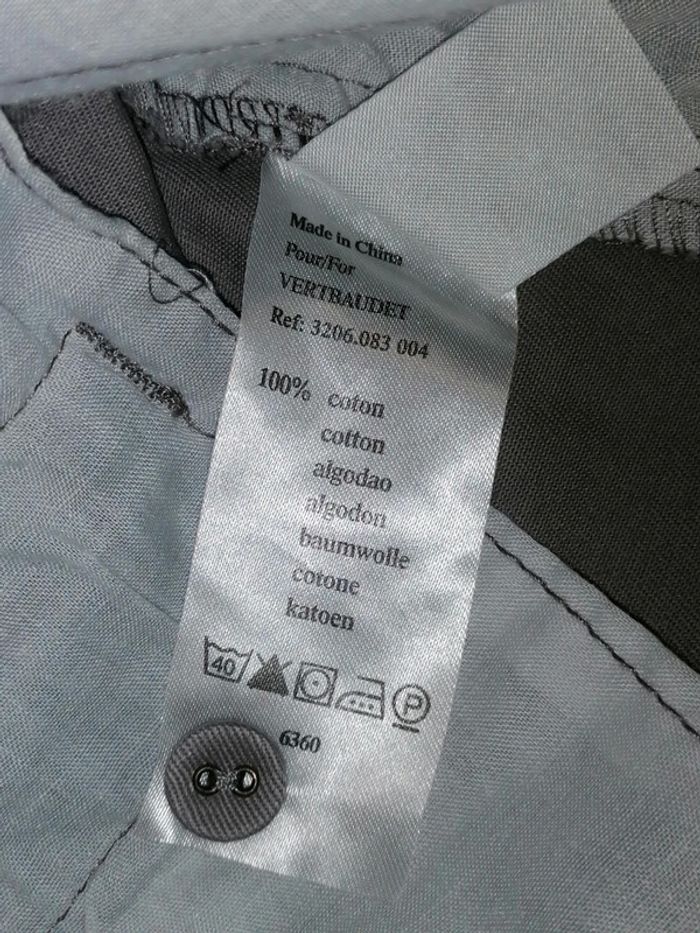 Made in China
Pour/For
VERTBAUDET
Ref: 3206.083 004
100% coton
cotton
algodao
algodon
baumwolle
cotone
katoen
40 P
6360